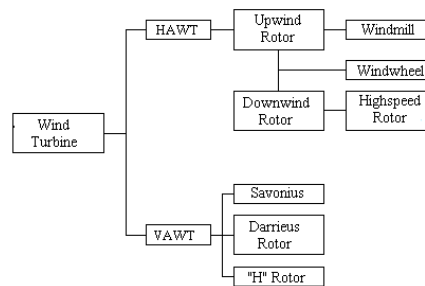 HAWT
Upwind
Rotor
Windmill
Windwheel
Downwind
Rotor
Highspeed
Rotor
Wind
Turbine
VAWT
Savonius
Darrieus
Rotor
"H" Rotor